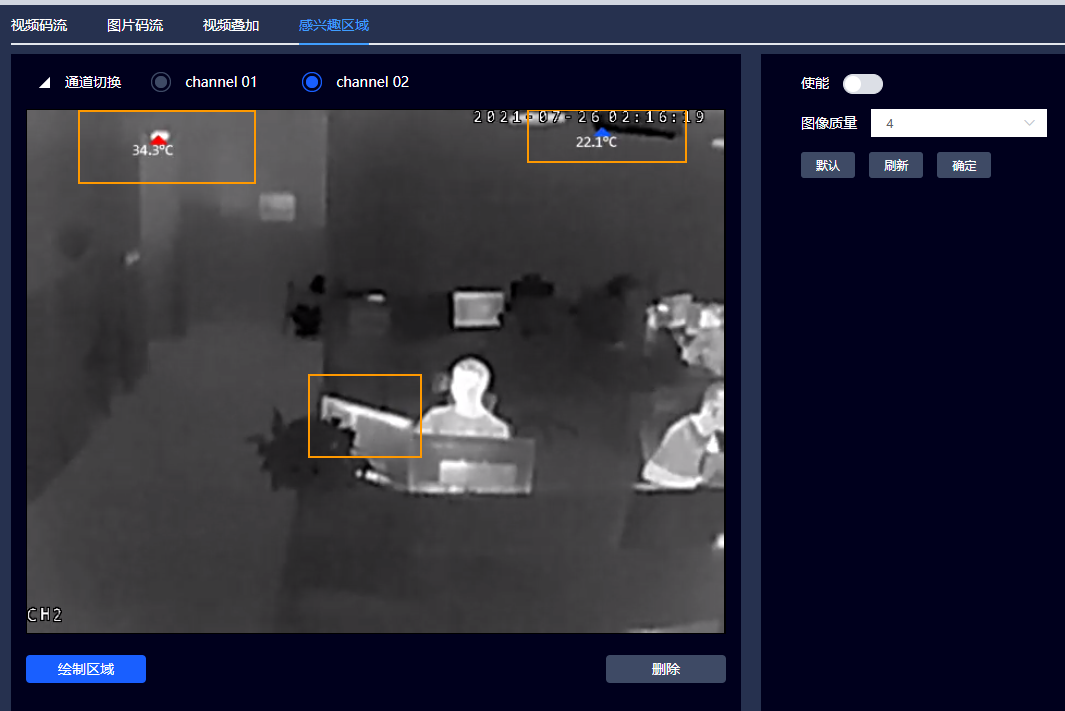 视频码流 图片码流 视频叠加 感兴趣区域
通道切换 channel 01 channel 02
使能
图像质量 4
默认 刷新 确定
2021-07-26 02:16:19
34.3℃
22.1℃
CH2
绘制区域 删除